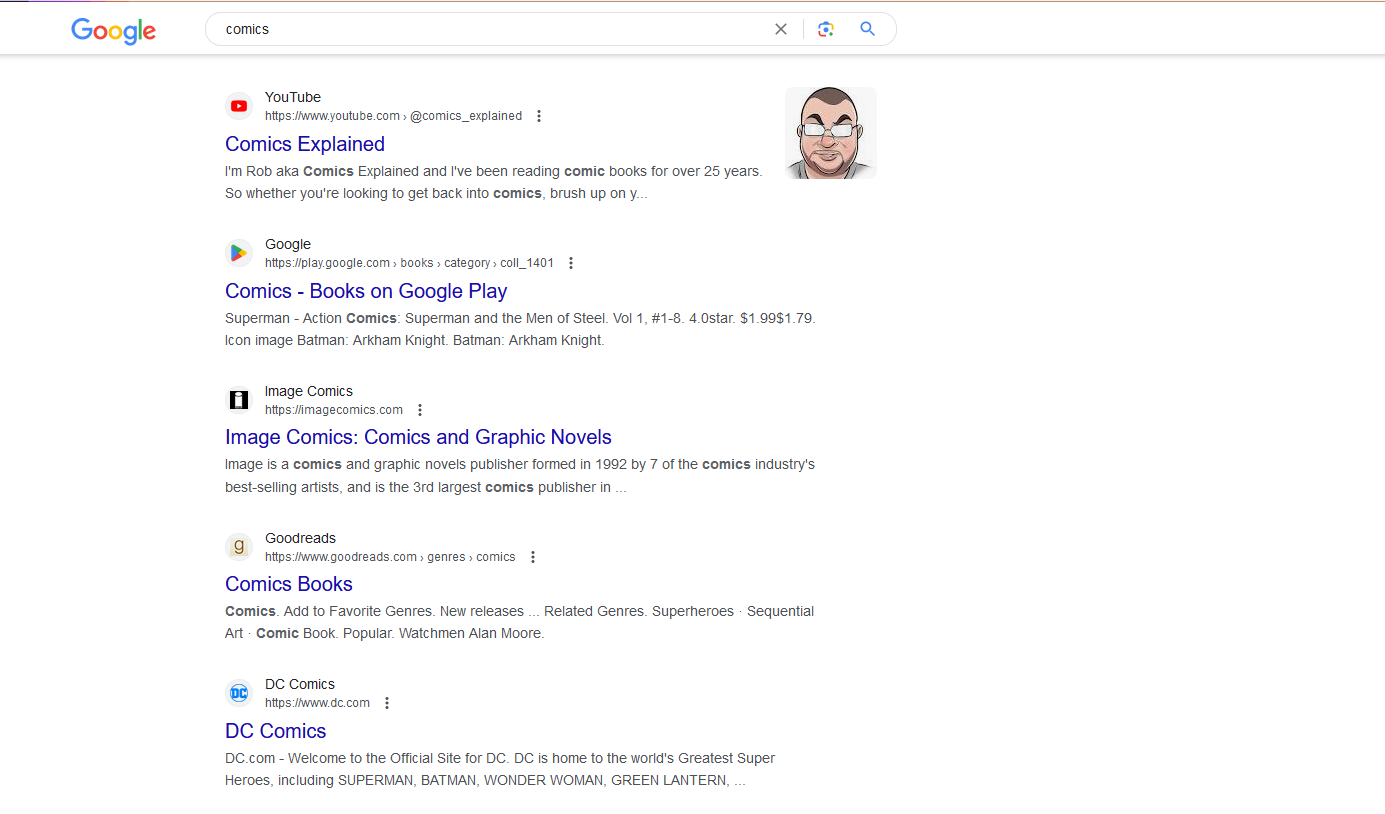 Google
comics
YouTube
https://www.youtube.com › @comics_explained
Comics Explained
I'm Rob aka Comics Explained and I've been reading comic books for over 25 years.
So whether you're looking to get back into comics, brush up on y...
Google
https://play.google.com › books › category › coll_1401
Comics - Books on Google Play
Superman - Action Comics: Superman and the Men of Steel. Vol 1, #1-8. 4.0star. $1.99$1.79.
Icon image Batman: Arkham Knight. Batman: Arkham Knight.
i
Image Comics
https://imagecomics.com
Image Comics: Comics and Graphic Novels
Image is a comics and graphic novels publisher formed in 1992 by 7 of the comics industry's
best-selling artists, and is the 3rd largest comics publisher in ...
g
Goodreads
https://www.goodreads.com › genres › comics
Comics Books
Comics. Add to Favorite Genres. New releases ... Related Genres. Superheroes · Sequential
Art · Comic Book. Popular. Watchmen Alan Moore.
DC
DC Comics
https://www.dc.com
DC Comics
DC.com - Welcome to the Official Site for DC. DC is home to the world's Greatest Super
Heroes, including SUPERMAN, BATMAN, WONDER WOMAN, GREEN LANTERN, ...